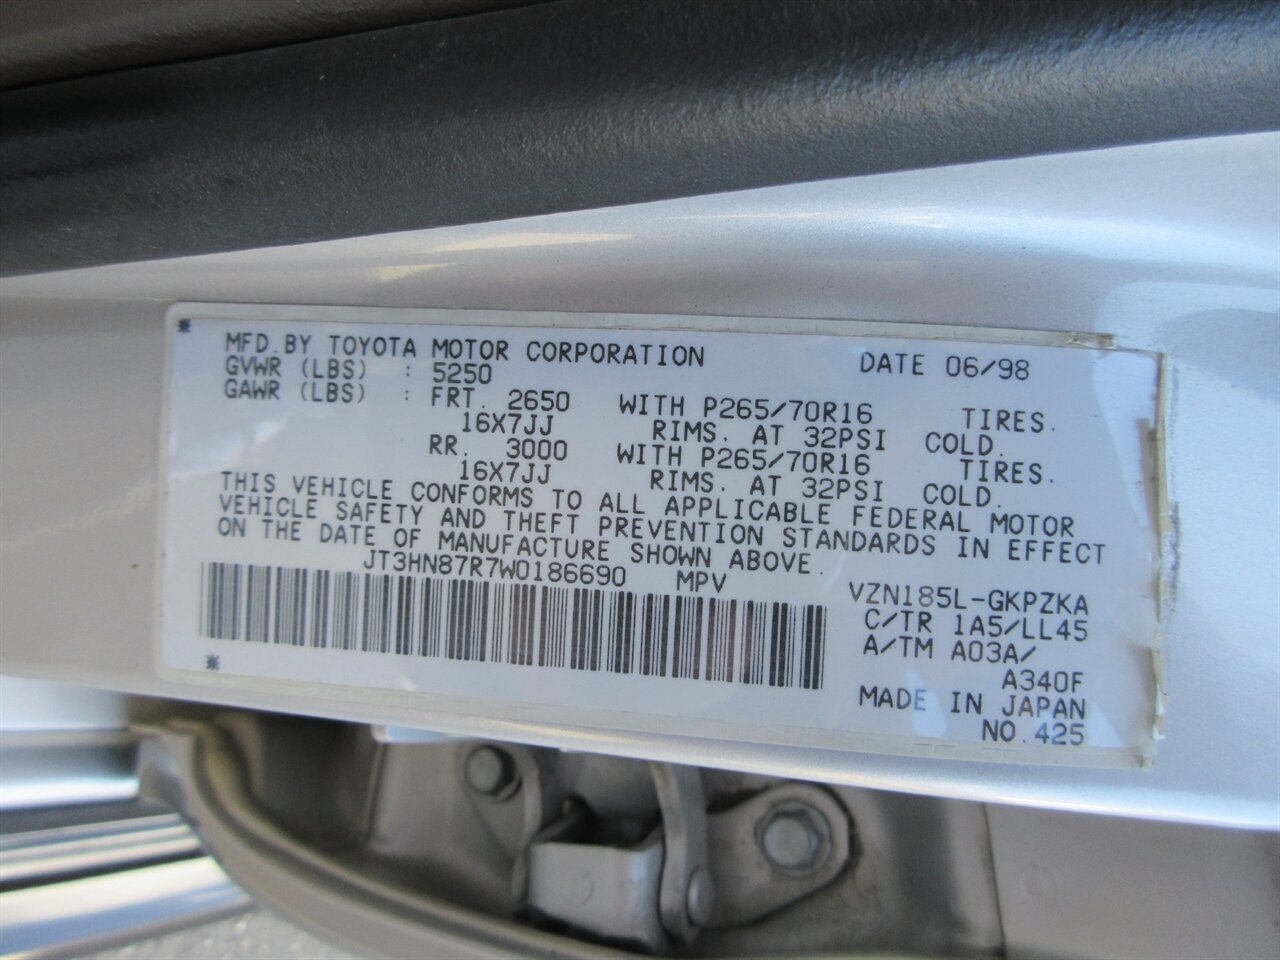 MFD. BY TOYOTA MOTOR CORPORATION DATE 06/98
GVWR (LBS) : 5250
GAWR (LBS) : FRT. 2650 WITH P265/70R16 TIRES.
16X7JJ RIMS. AT 32PSI COLD.
RR. 3000 WITH P265/70R16 TIRES.
16X7JJ RIMS. AT 32PSI COLD.
THIS VEHICLE CONFORMS TO ALL APPLICABLE FEDERAL MOTOR
VEHICLE SAFETY AND THEFT PREVENTION STANDARDS IN EFFECT
ON THE DATE OF MANUFACTURE SHOWN ABOVE.
JT3HN87R7W0186690 MPV
VZN185L-GKPZKA
C/TR 1A5/LL45
A/TM A03A/
A340F
MADE IN JAPAN
NO.425